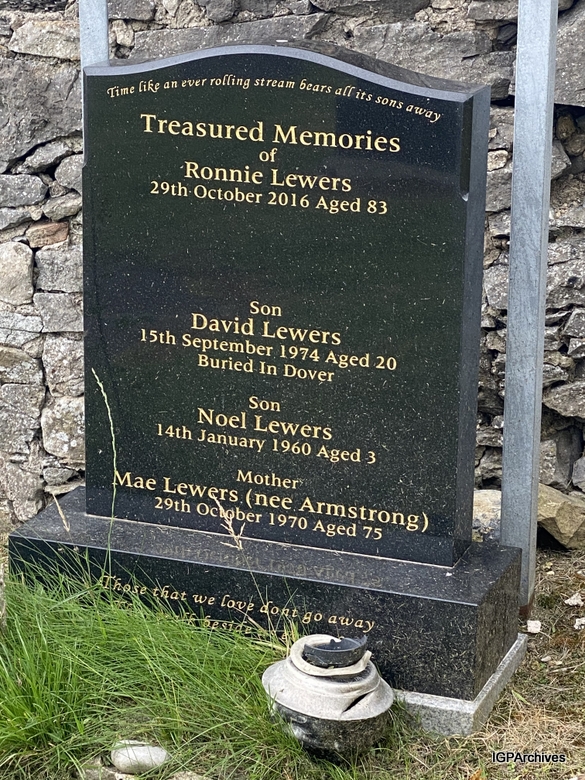 Time like an ever rolling stream bears all its sons away
Treasured Memories
of
Ronnie Lewers
29th October 2016 Aged 83
Son
David Lewers
15th September 1974 Aged 20
Buried In Dover
Son
Noel Lewers
14th January 1960 Aged 3
Mother
Mae Lewers (nee Armstrong)
29th October 1970 Aged 75
Those that we love dont go away
beside
IGPArchives